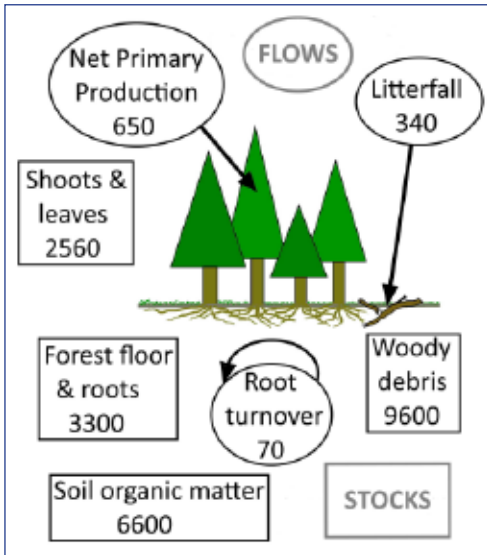 Net Primary
Production
650
FLOWS
Litterfall
340
Shoots &
leaves
2560
Forest floor
& roots
3300
Root
turnover
70
Woody
debris
9600
Soil organic matter
6600
STOCKS